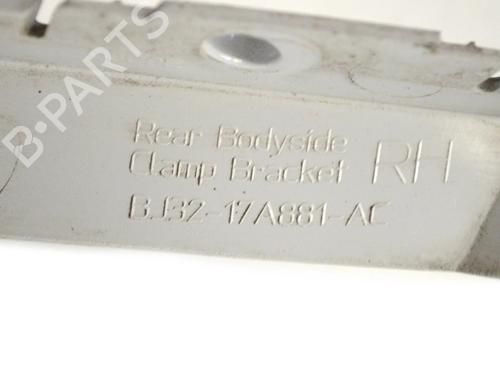 B-PARTS
Rear Bodyside
Clamp Bracket RH
BJ32-17A881-AC